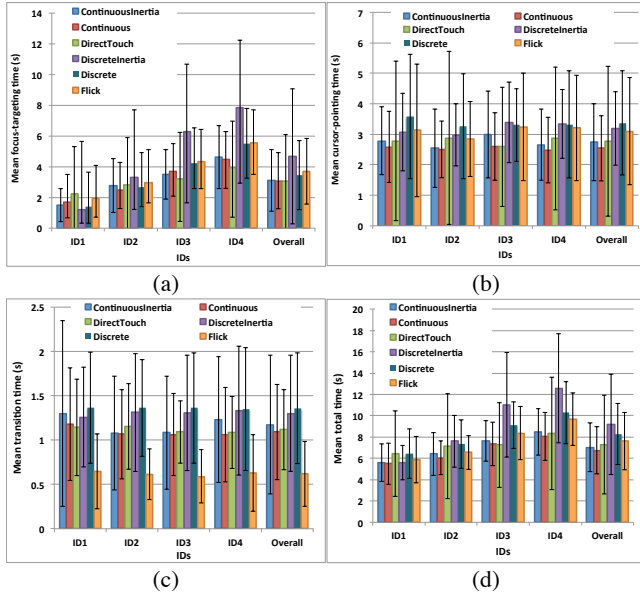 14
12
10
8
6
4
2
0
Mean focus-targeting time (s)
ContinuousInertia
Continuous
DirectTouch
DiscreteInertia
Discrete
Flick
ID1 ID2 ID3 ID4 Overall
IDs
(a)
7
6
5
4
3
2
1
0
Mean cursor-pointing time (s)
ContinuousInertia Continuous
DirectTouch DiscreteInertia
Discrete Flick
ID1 ID2 ID3 ID4 Overall
IDs
(b)
2.5
2
1.5
1
0.5
0
Mean transition time (s)
ContinuousInertia Continuous
DirectTouch DiscreteInertia
Discrete Flick
ID1 ID2 ID3 ID4 Overall
IDs
(c)
20
18
16
14
12
10
8
6
4
2
0
Mean total time (s)
ContinuousInertia
Continuous
DirectTouch
DiscreteInertia
Discrete
Flick
ID1 ID2 ID3 ID4 Overall
IDs
(d)